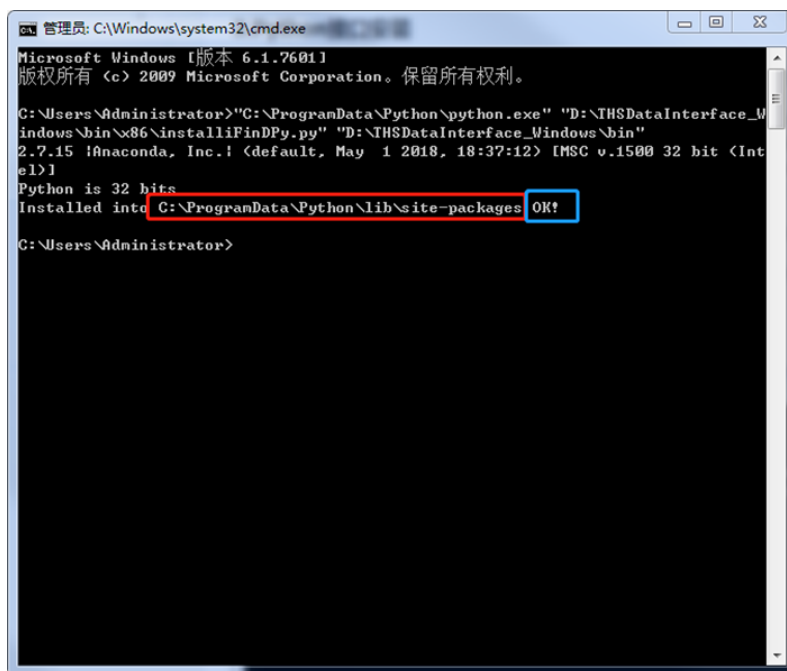 管理员: C:\Windows\system32\cmd.exe
Microsoft Windows [版本 6.1.7601]
版权所有 (c) 2009 Microsoft Corporation。保留所有权利。
C:\Users\Administrator>"C:\ProgramData\Python\python.exe" "D:\THSDataInterface_W
indows\bin\x86\installiFinDPy.py" "D:\THSDataInterface_Windows\bin"
2.7.15 |Anaconda, Inc.| (default, May  1 2018, 18:37:12) [MSC v.1500 32 bit (Int
el)]
Python is 32 bits
Installed into C:\ProgramData\Python\lib\site-packages OK!
C:\Users\Administrator>